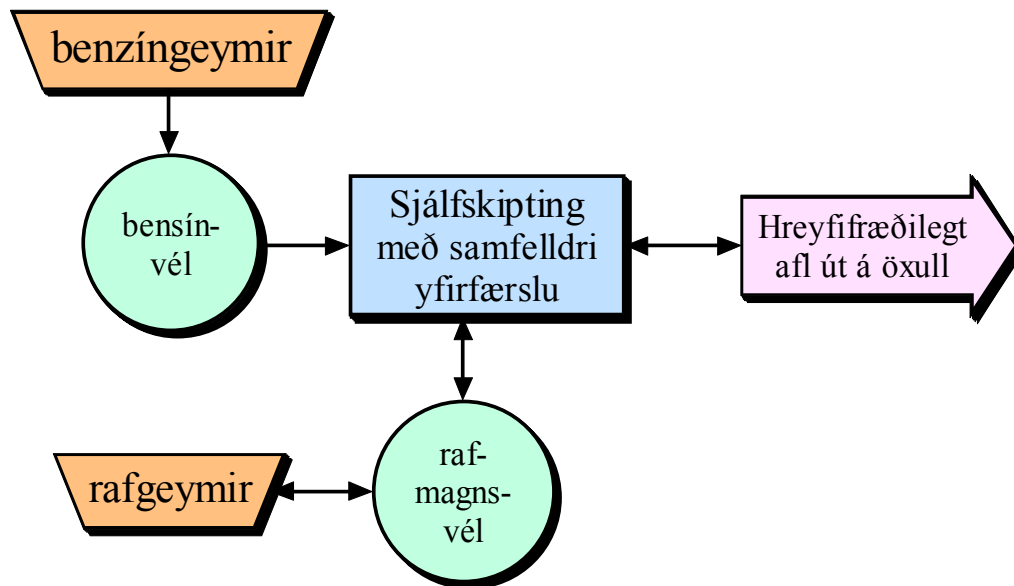 benzíngeymir
bensín-
vél
Sjálfskipting
með samfelldri
yfirfærslu
Hreyfifræðilegt
afl út á öxull
rafgeymir
raf-
magns-
vél